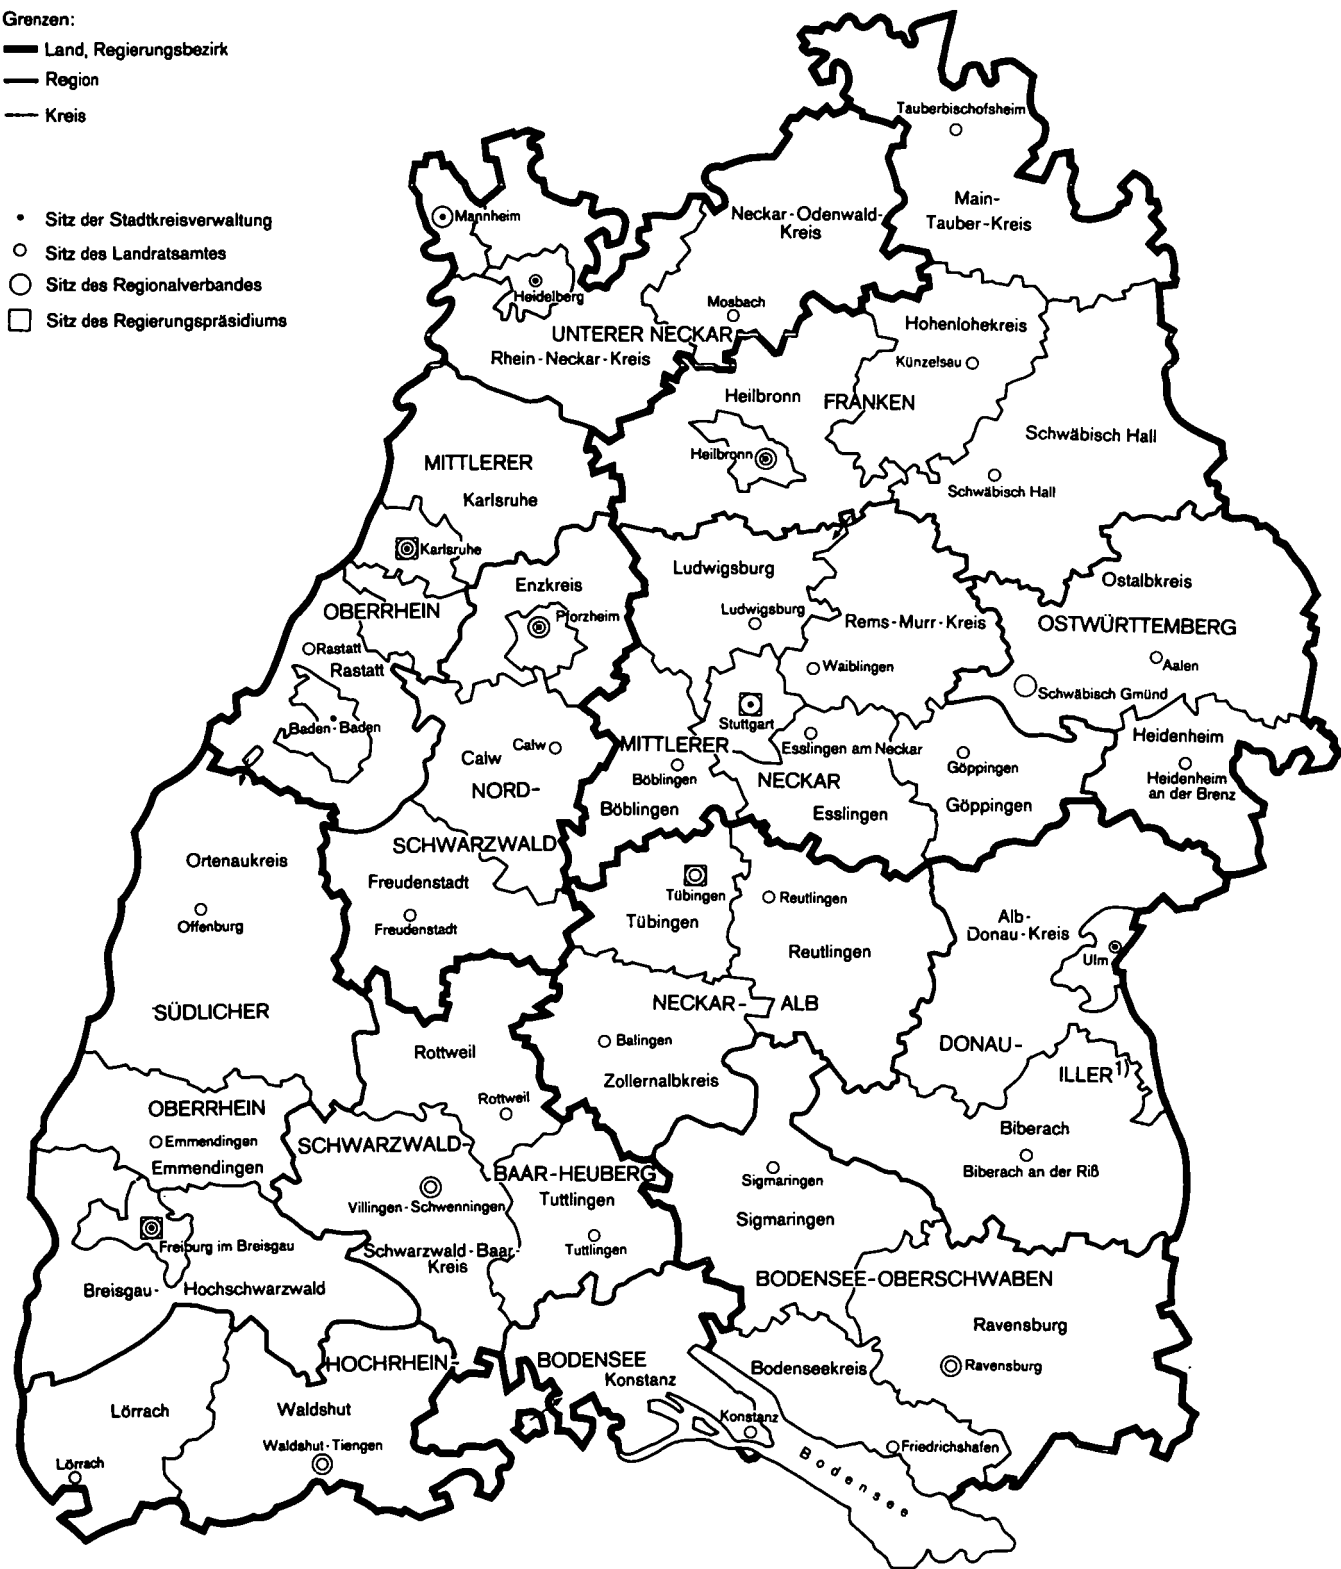 Grenzen:
Land, Regierungsbezirk
Region
Kreis
Sitz der Stadtkreisverwaltung
Sitz des Landratsamtes
Sitz des Regionalverbandes
Sitz des Regierungspräsidiums
Tauberbischofsheim
Main-
Tauber-Kreis
Mannheim
Neckar-Odenwald-
Kreis
Heidelberg
Mosbach
UNTERER NECKAR
Rhein-Neckar-Kreis
Hohenlohekreis
Künzelsau
Heilbronn
FRANKEN
Schwäbisch Hall
Heilbronn
Schwäbisch Hall
MITTLERER
Karlsruhe
Karlsruhe
Enzkreis
Pforzheim
Ludwigsburg
Ludwigsburg
Rems-Murr-Kreis
Waiblingen
Ostalbkreis
OSTWÜRTTEMBERG
Aalen
Schwäbisch Gmünd
OBERRHEIN
Rastatt
Rastatt
Baden-Baden
Calw
Calw
NORD-
Stuttgart
MITTLERER
Böblingen
NECKAR
Böblingen
Esslingen am Neckar
Esslingen
Göppingen
Göppingen
Heidenheim
Heidenheim
an der Brenz
Ortenaukreis
Offenburg
SCHWARZWALD
Freudenstadt
Freudenstadt
Tübingen
Tübingen
Reutlingen
Reutlingen
Alb-
Donau-Kreis
Ulm
SÜDLICHER
NECKAR-ALB
Balingen
Zollernalbkreis
DONAU-
ILLER 1)
Rottweil
Rottweil
OBERRHEIN
Emmendingen
Emmendingen
SCHWARZWALD-
BAAR-HEUBERG
Villingen-Schwenningen
Tuttlingen
Tuttlingen
Schwarzwald-Baar-
Kreis
Sigmaringen
Sigmaringen
Biberach
Biberach an der Riß
Freiburg im Breisgau
Breisgau-Hochschwarzwald
BODENSEE-OBERSCHWABEN
Ravensburg
Ravensburg
Bodenseekreis
HOCHRHEIN-
BODENSEE
Konstanz
Konstanz
Friedrichshafen
Bodensee
Lörrach
Lörrach
Waldshut
Waldshut-Tiengen